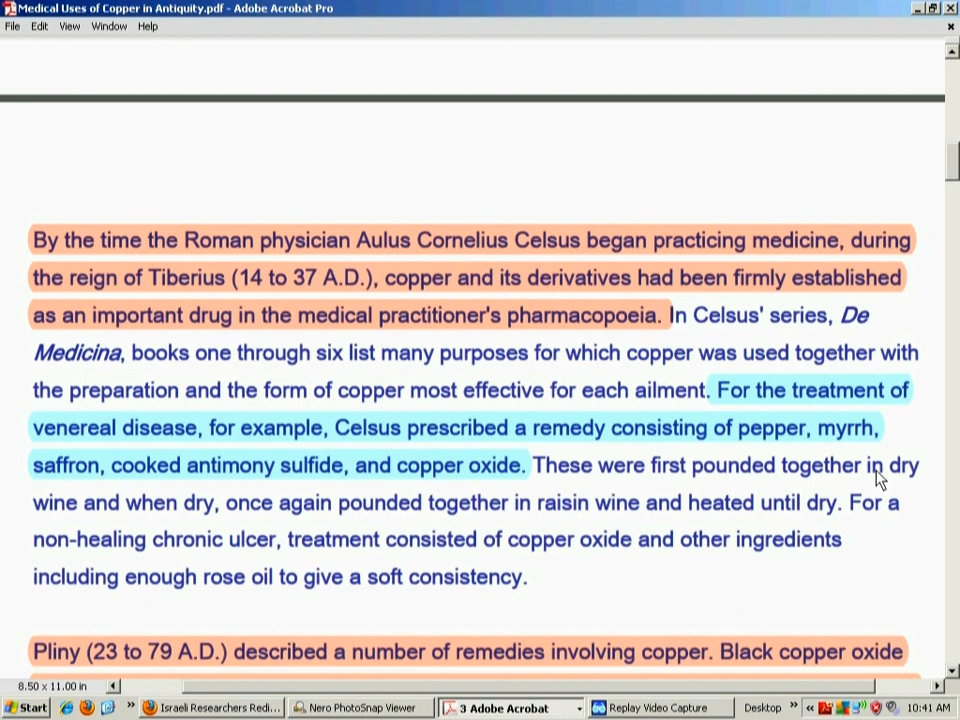 Medical Uses of Copper in Antiquity.pdf - Adobe Acrobat Pro
File Edit View Window Help
By the time the Roman physician Aulus Cornelius Celsus began practicing medicine, during
the reign of Tiberius (14 to 37 A.D.), copper and its derivatives had been firmly established
as an important drug in the medical practitioner's pharmacopoeia. In Celsus' series, De
Medicina, books one through six list many purposes for which copper was used together with
the preparation and the form of copper most effective for each ailment. For the treatment of
venereal disease, for example, Celsus prescribed a remedy consisting of pepper, myrrh,
saffron, cooked antimony sulfide, and copper oxide. These were first pounded together in dry
wine and when dry, once again pounded together in raisin wine and heated until dry. For a
non-healing chronic ulcer, treatment consisted of copper oxide and other ingredients
including enough rose oil to give a soft consistency.
Pliny (23 to 79 A.D.) described a number of remedies involving copper. Black copper oxide
8.50 x 11.00 in
Start » Israeli Researchers Redi... Nero PhotoSnap Viewer 3 Adobe Acrobat Replay Video Capture Desktop » « 10:41 AM